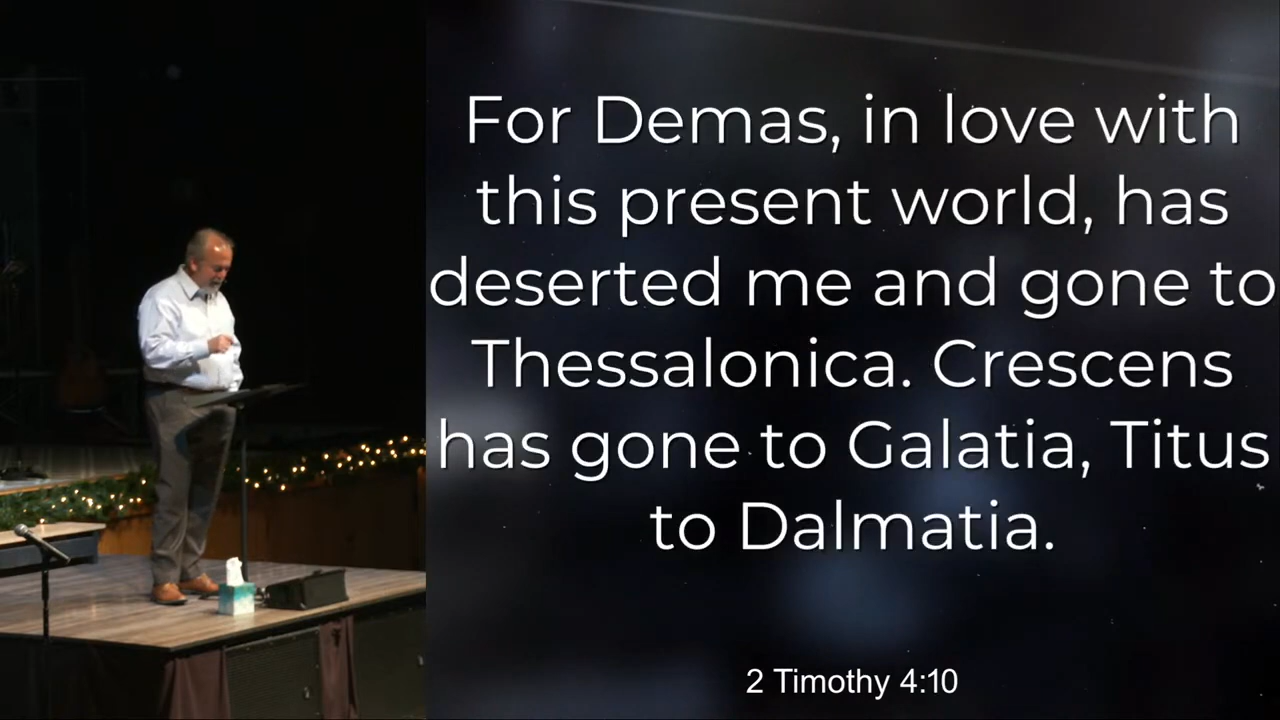 For Demas, in love with
this present world, has
deserted me and gone to
Thessalonica. Crescens
has gone to Galatia, Titus
to Dalmatia.
2 Timothy 4:10